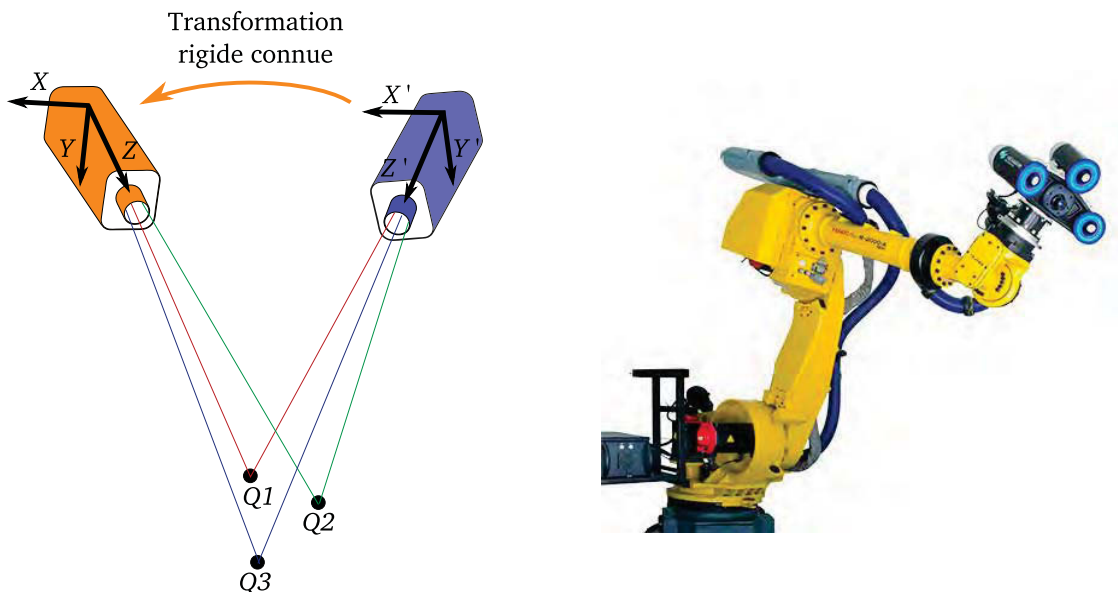 Transformation
rigide connue
X
Y
Z
X'
Y'
Z'
Q1
Q2
Q3